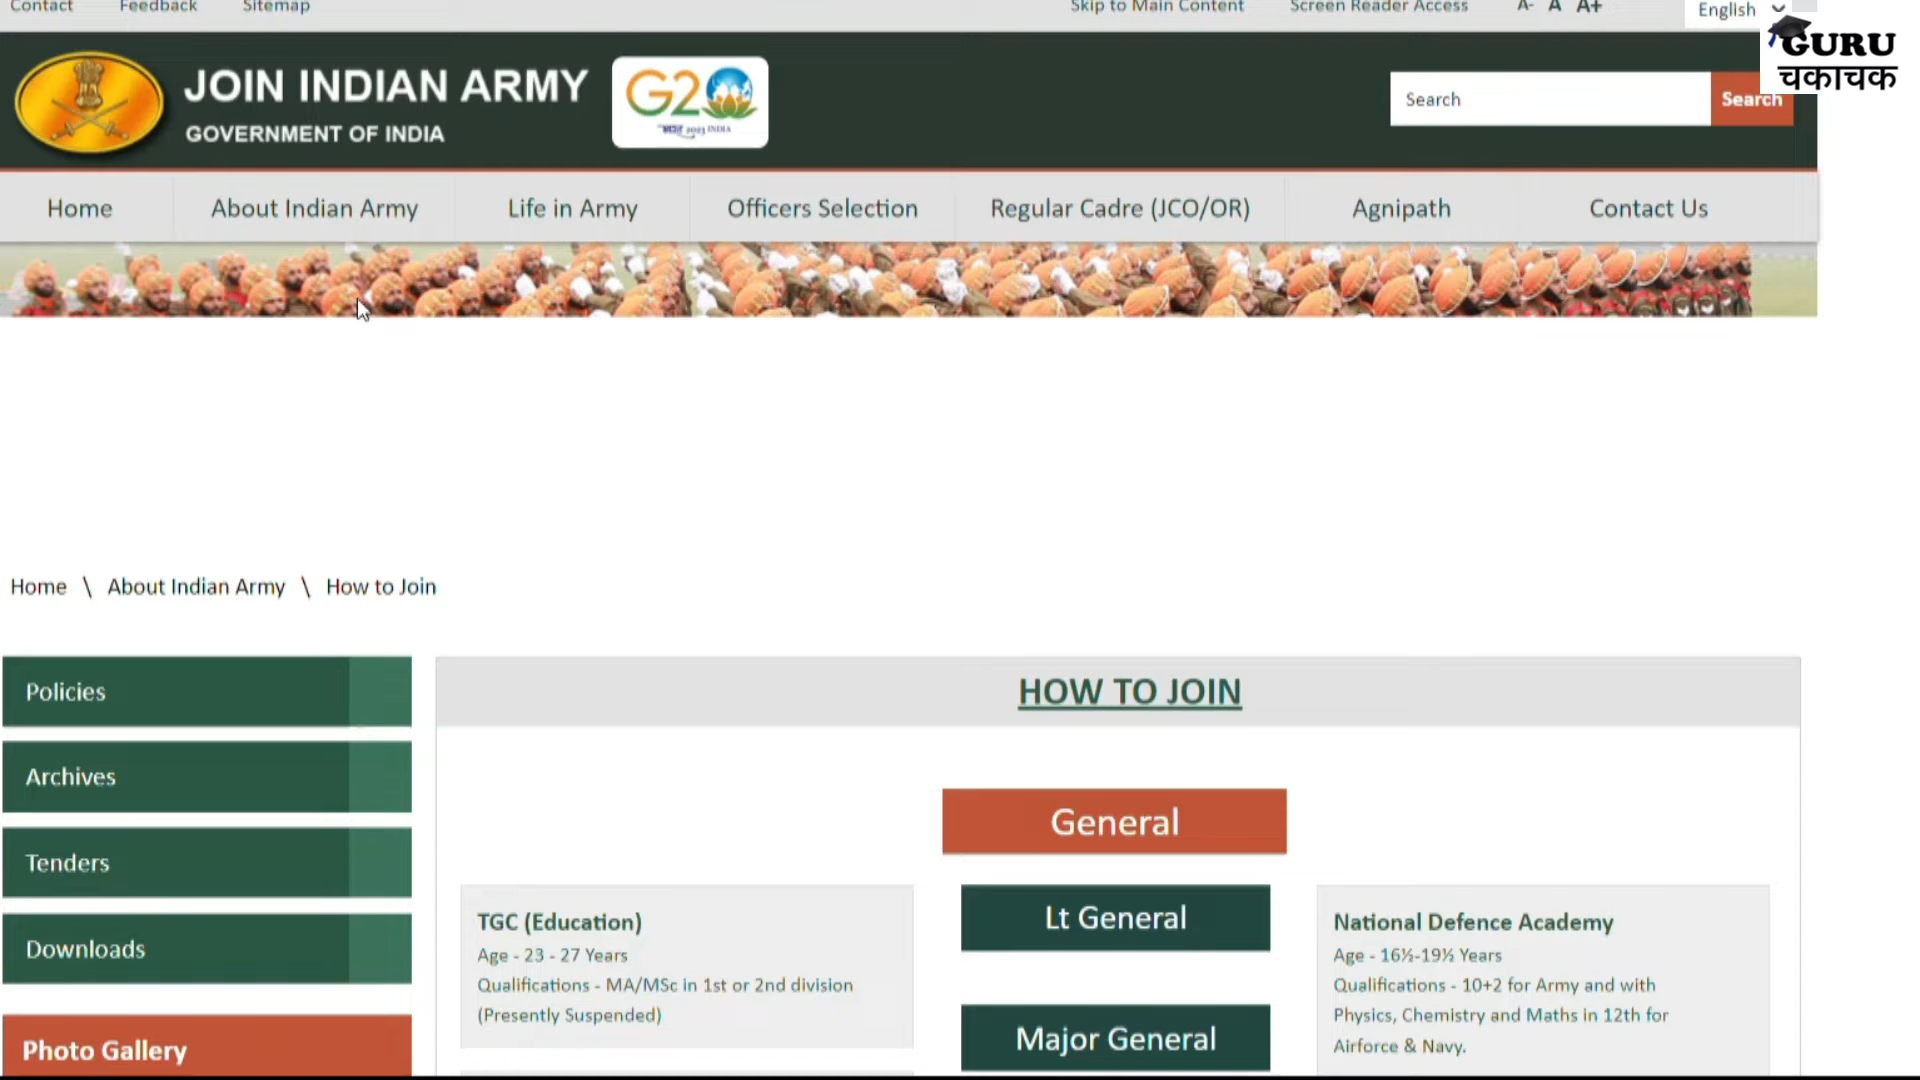 Contact Feedback Sitemap Skip to Main Content Screen Reader Access A- A A+ English
GURU
चकाचक
JOIN INDIAN ARMY
GOVERNMENT OF INDIA
G20
भारत 2023 INDIA
Search Search
Home About Indian Army Life in Army Officers Selection Regular Cadre (JCO/OR) Agnipath Contact Us
Home \ About Indian Army \ How to Join
Policies
Archives
Tenders
Downloads
Photo Gallery
HOW TO JOIN
General
TGC (Education)
Age - 23 - 27 Years
Qualifications - MA/MSc in 1st or 2nd division
(Presently Suspended)
Lt General
Major General
National Defence Academy
Age - 16½-19½ Years
Qualifications - 10+2 for Army and with
Physics, Chemistry and Maths in 12th for
Airforce & Navy.